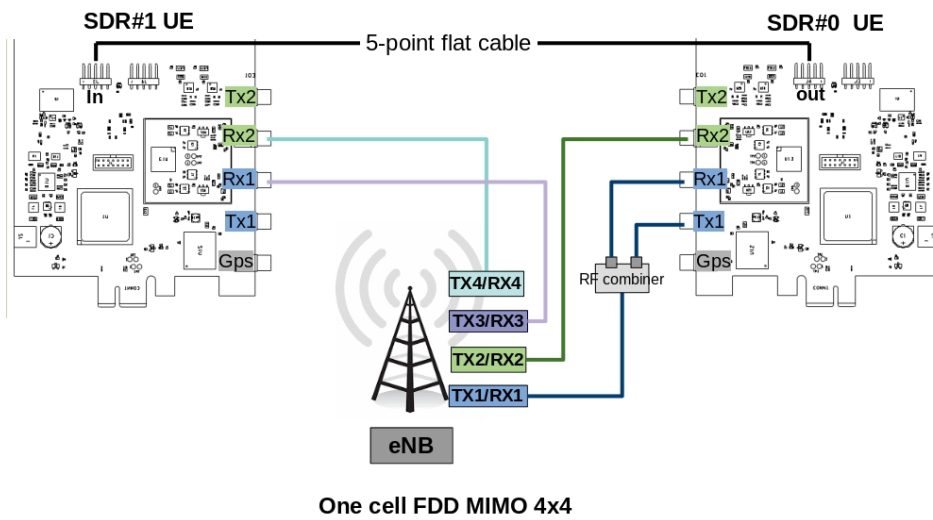 SDR#1 UE
SDR#0  UE
5-point flat cable
In
out
Tx2
Rx2
Rx1
Tx1
Gps
Tx2
Rx2
Rx1
Tx1
Gps
RF combiner
TX4/RX4
TX3/RX3
TX2/RX2
TX1/RX1
eNB
One cell FDD MIMO 4x4